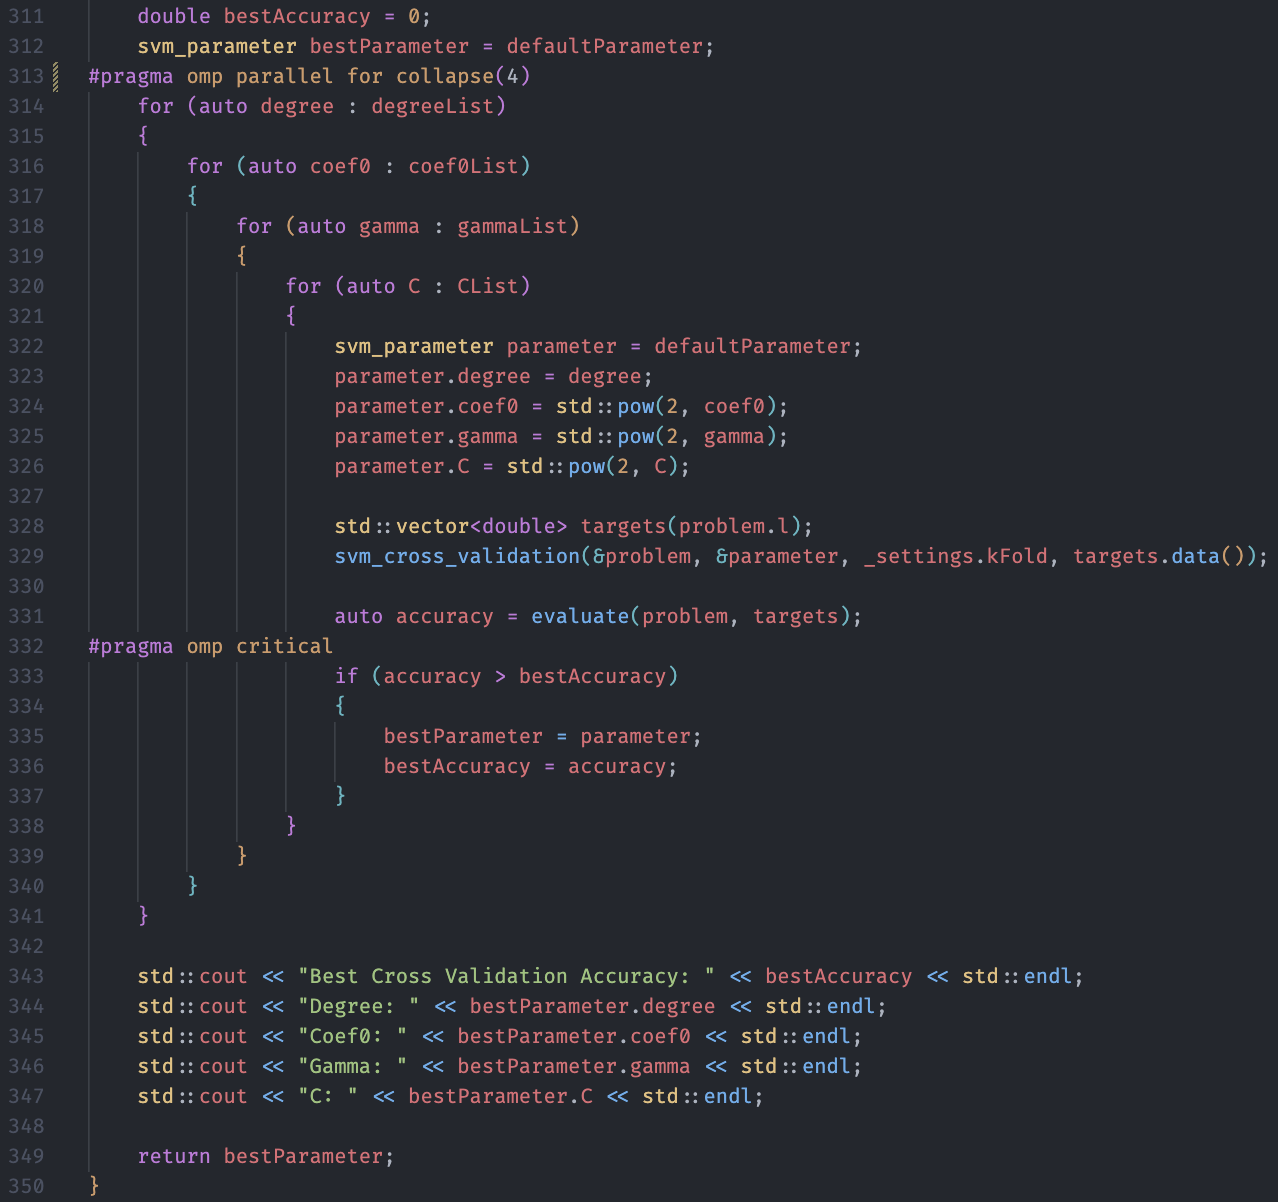 311 double bestAccuracy = 0;
312 svm_parameter bestParameter = defaultParameter;
313 #pragma omp parallel for collapse(4)
314 for (auto degree : degreeList)
315 {
316 for (auto coef0 : coef0List)
317 {
318 for (auto gamma : gammaList)
319 {
320 for (auto C : CList)
321 {
322 svm_parameter parameter = defaultParameter;
323 parameter.degree = degree;
324 parameter.coef0 = std::pow(2, coef0);
325 parameter.gamma = std::pow(2, gamma);
326 parameter.C = std::pow(2, C);
327
328 std::vector<double> targets(problem.l);
329 svm_cross_validation(&problem, &parameter, _settings.kFold, targets.data());
330
331 auto accuracy = evaluate(problem, targets);
332 #pragma omp critical
333 if (accuracy > bestAccuracy)
334 {
335 bestParameter = parameter;
336 bestAccuracy = accuracy;
337 }
338 }
339 }
340 }
341 }
342
343 std::cout << "Best Cross Validation Accuracy: " << bestAccuracy << std::endl;
344 std::cout << "Degree: " << bestParameter.degree << std::endl;
345 std::cout << "Coef0: " << bestParameter.coef0 << std::endl;
346 std::cout << "Gamma: " << bestParameter.gamma << std::endl;
347 std::cout << "C: " << bestParameter.C << std::endl;
348
349 return bestParameter;
350 }